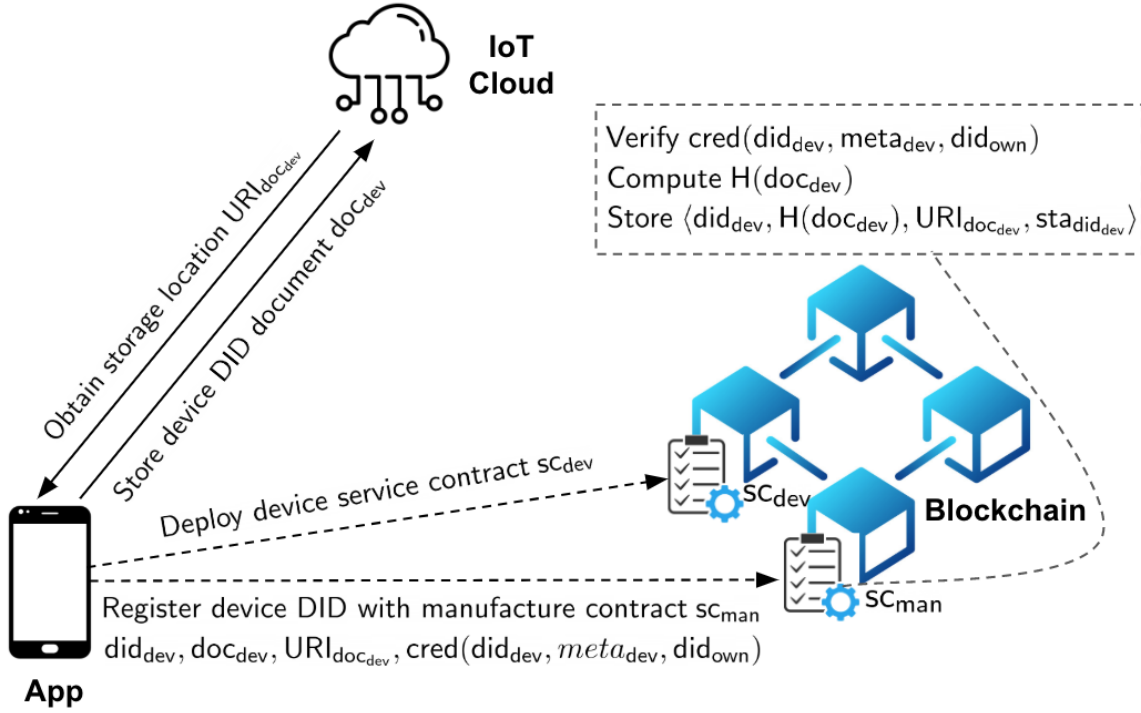 IoT
Cloud
Verify cred(did_dev, meta_dev, did_own)
Compute H(doc_dev)
Store ⟨did_dev, H(doc_dev), URI_doc_dev, sta_did_dev⟩
Obtain storage location URI_doc_dev
Store device DID document doc_dev
Deploy device service contract sc_dev
sc_dev
Blockchain
sc_man
Register device DID with manufacture contract sc_man
did_dev, doc_dev, URI_doc_dev, cred(did_dev, meta_dev, did_own)
App